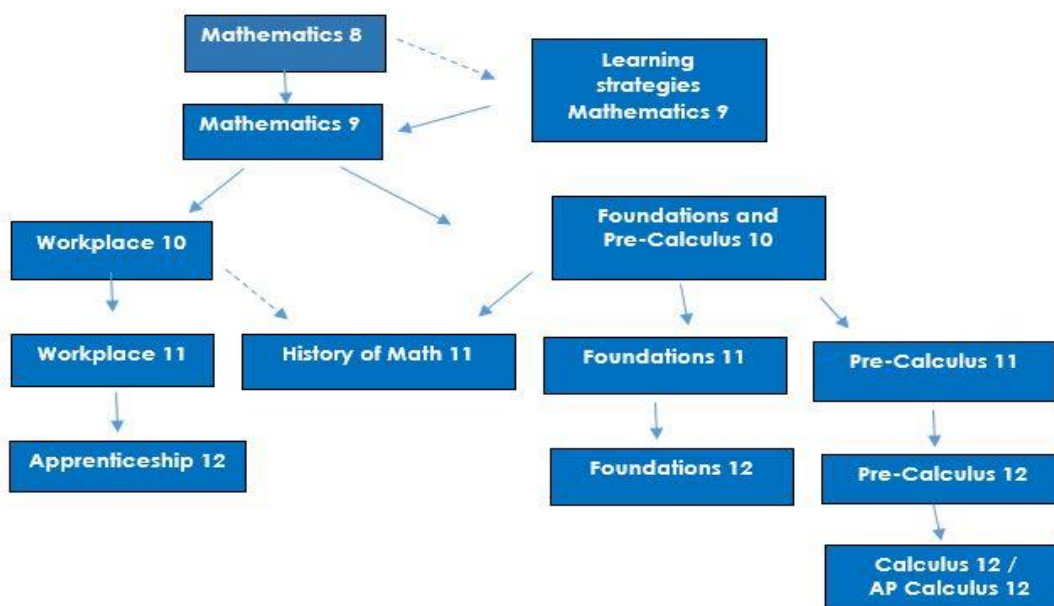 Mathematics 8
Learning
strategies
Mathematics 9
Mathematics 9
Foundations and
Pre-Calculus 10
Workplace 10
Workplace 11
History of Math 11
Foundations 11
Pre-Calculus 11
Apprenticeship 12
Foundations 12
Pre-Calculus 12
Calculus 12 /
AP Calculus 12